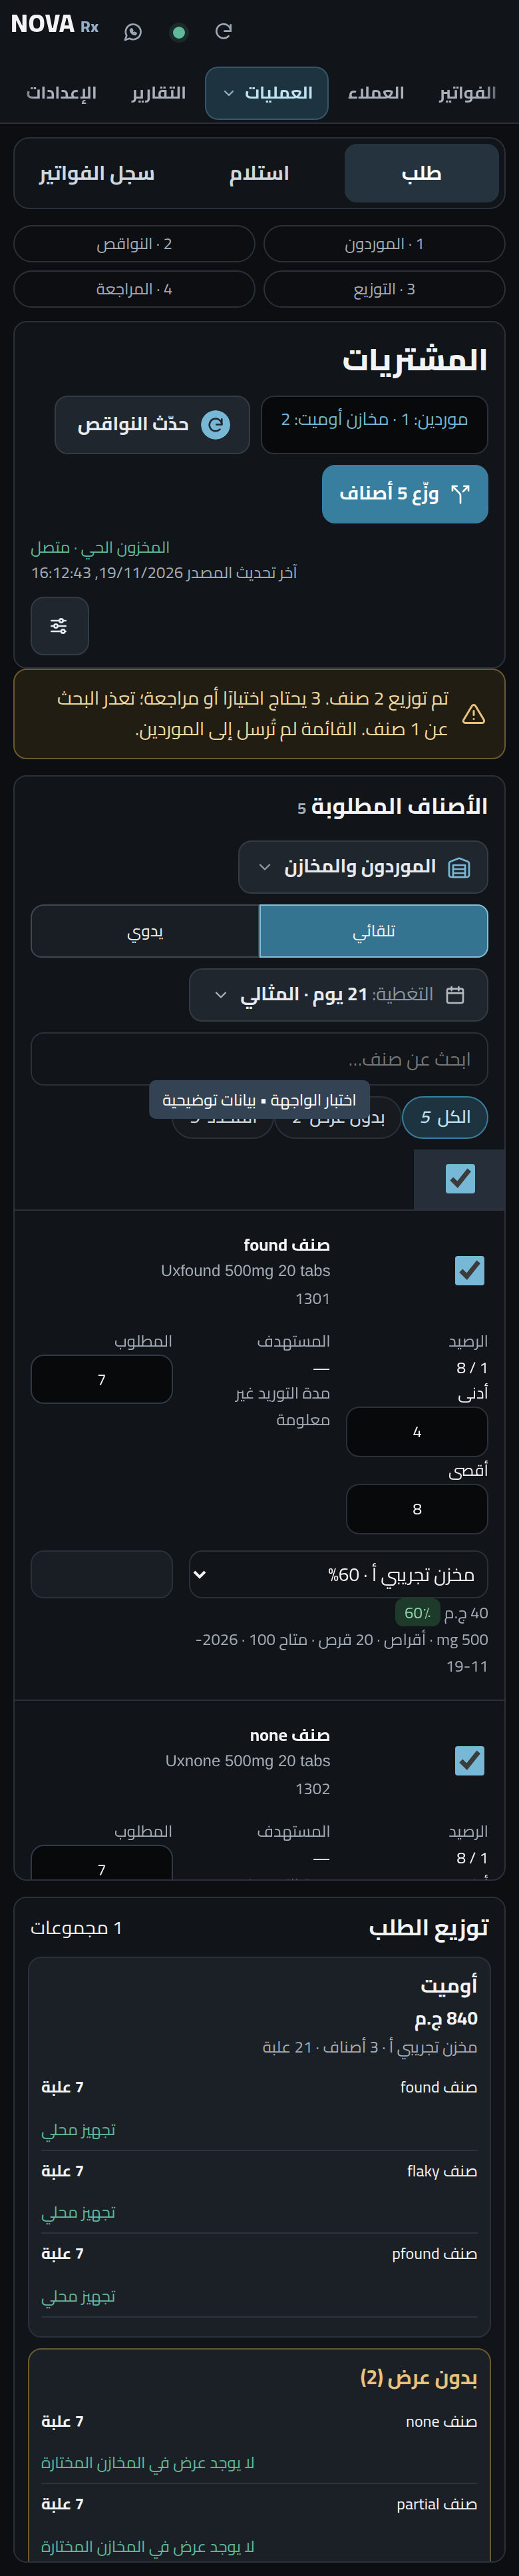 NOVA Rx
الفواتير
العملاء
العمليات
التقارير
الإعدادات
طلب
استلام
سجل الفواتير
1 · الموردون
2 · النواقص
3 · التوزيع
4 · المراجعة
المشتريات
موردين: 1 · مخازن أوميت: 2
حدّث النواقص
وزّع 5 أصناف
المخزون الحي · متصل
آخر تحديث المصدر 19/11/2026, 16:12:43
تم توزيع 2 صنف. 3 يحتاج اختيارًا أو مراجعة؛ تعذر البحث
عن 1 صنف. القائمة لم تُرسل إلى الموردين.
الأصناف المطلوبة 5
الموردون والمخازن
تلقائي
يدوي
التغطية: 21 يوم · المثالي
ابحث عن صنف...
اختبار الواجهة • بيانات توضيحية
الكل 5
بدون عرض 2
صنف found
Uxfound 500mg 20 tabs
1301
الرصيد
8 / 1
أدنى
4
أقصى
8
المستهدف
—
مدة التوريد غير
معلومة
المطلوب
7
مخزن تجريبي أ · 60%
40 ج.م 60٪
500 mg · أقراص · 20 قرص · متاح 100 · 2026-
11-19
صنف none
Uxnone 500mg 20 tabs
1302
الرصيد
8 / 1
المستهدف
—
المطلوب
7
توزيع الطلب
1 مجموعات
أوميت
840 ج.م
مخزن تجريبي أ · 3 أصناف · 21 علبة
صنف found
7 علبة
تجهيز محلي
صنف flaky
7 علبة
تجهيز محلي
صنف pfound
7 علبة
تجهيز محلي
بدون عرض (2)
صنف none
7 علبة
لا يوجد عرض في المخازن المختارة
صنف partial
7 علبة
لا يوجد عرض في المخازن المختارة